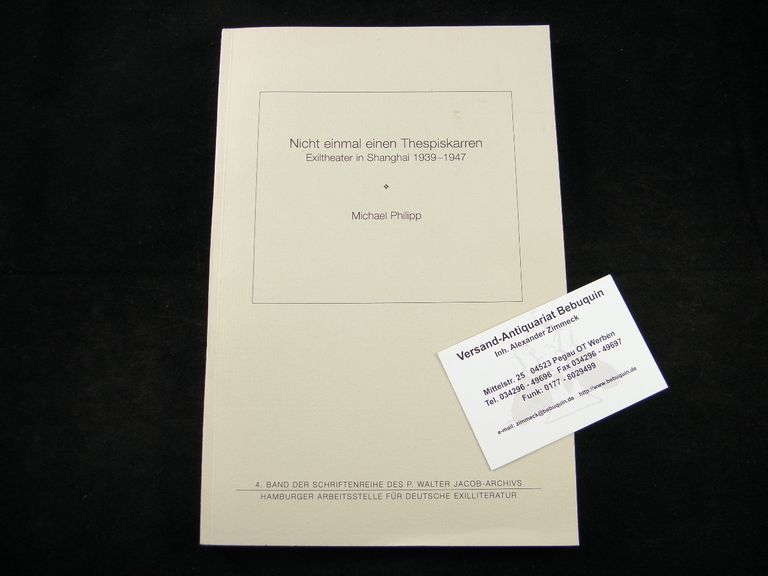 Nicht einmal einen Thespiskarren
Exiltheater in Shanghai 1939–1947
Michael Philipp
4. BAND DER SCHRIFTENREIHE DES P. WALTER JACOB-ARCHIVS
HAMBURGER ARBEITSSTELLE FÜR DEUTSCHE EXILLITERATUR
Versand-Antiquariat Bebuquin
Inh. Alexander Zimmeck
Mittelstr. 25 04523 Pegau OT Werben
Tel. 034296 - 49696 Fax 034296 - 49697
Funk: 0177 - 8029499
e-mail: zimmeck@bebuquin.de http://www.bebuquin.de